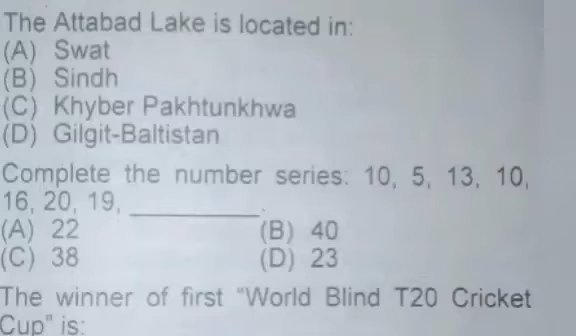 The Attabad Lake is located in:
(A) Swat
(B) Sindh
(C) Khyber Pakhtunkhwa
(D) Gilgit-Baltistan
Complete the number series: 10, 5, 13, 10,
16, 20, 19, ___________.
(A) 22 (B) 40
(C) 38 (D) 23
The winner of first "World Blind T20 Cricket
Cup" is: